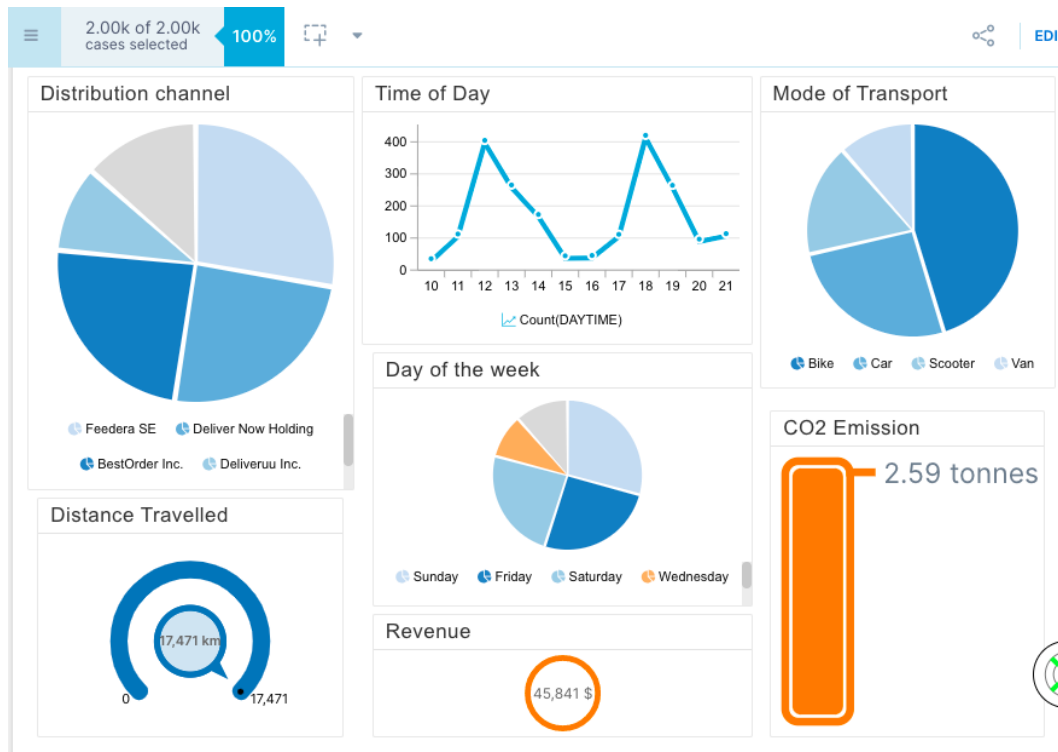 2.00k of 2.00k
cases selected
100%
EDI
Distribution channel
Feedera SE
Deliver Now Holding
BestOrder Inc.
Deliveruu Inc.
Time of Day
400
300
200
100
0
10 11 12 13 14 15 16 17 18 19 20 21
Count(DAYTIME)
Mode of Transport
Bike Car Scooter Van
Day of the week
Sunday Friday Saturday Wednesday
CO2 Emission
2.59 tonnes
Distance Travelled
17,471 km
0
17,471
Revenue
45,841 $